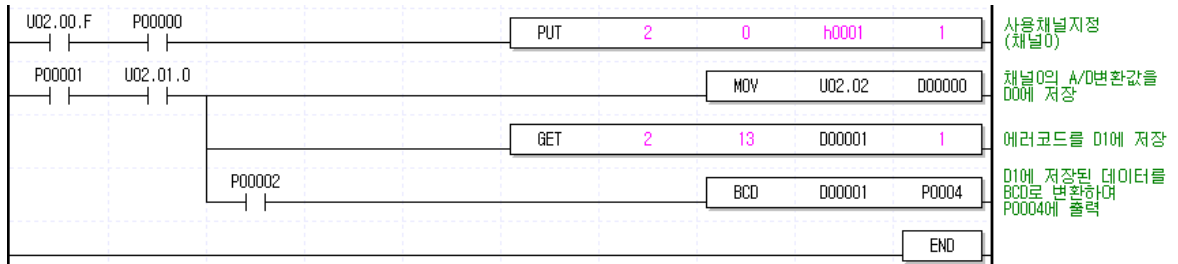 U02.00.F P00000
PUT 2 0 h0001 1
사용채널지정
(채널0)
P00001 U02.01.0
MOV U02.02 D00000
채널0의 A/D변환값을
D0에 저장
GET 2 13 D00001 1
에러코드를 D1에 저장
P00002
BCD D00001 P0004
D1에 저장된 데이터를
BCD로 변환하여
P0004에 출력
END